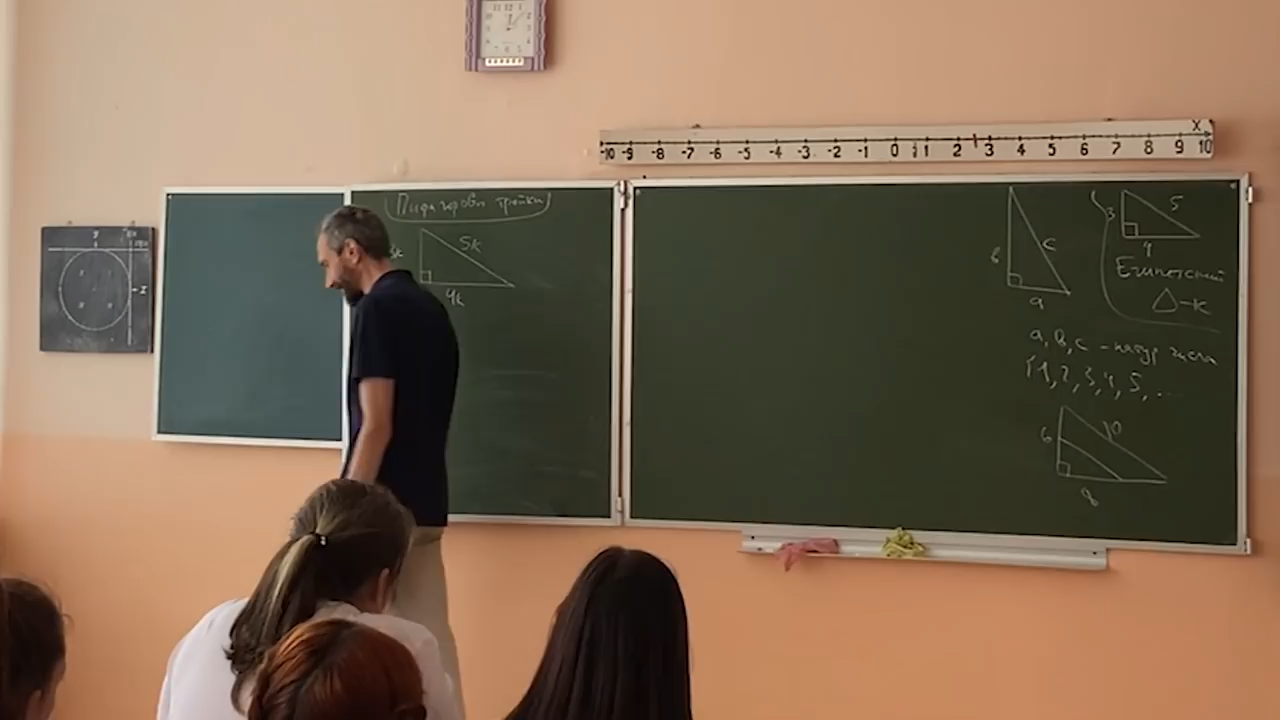 12
-10 -9 -8 -7 -6 -5 -4 -3 -2 -1 0 1 2 3 4 5 6 7 8 9 10
X
Пифагоровы тройки
3k 5k
4k
в c
a
3 5
4
Египетский
△-к
a, в, c - натур числа
1, 2, 3, 4, 5, ...
6 10
8
y